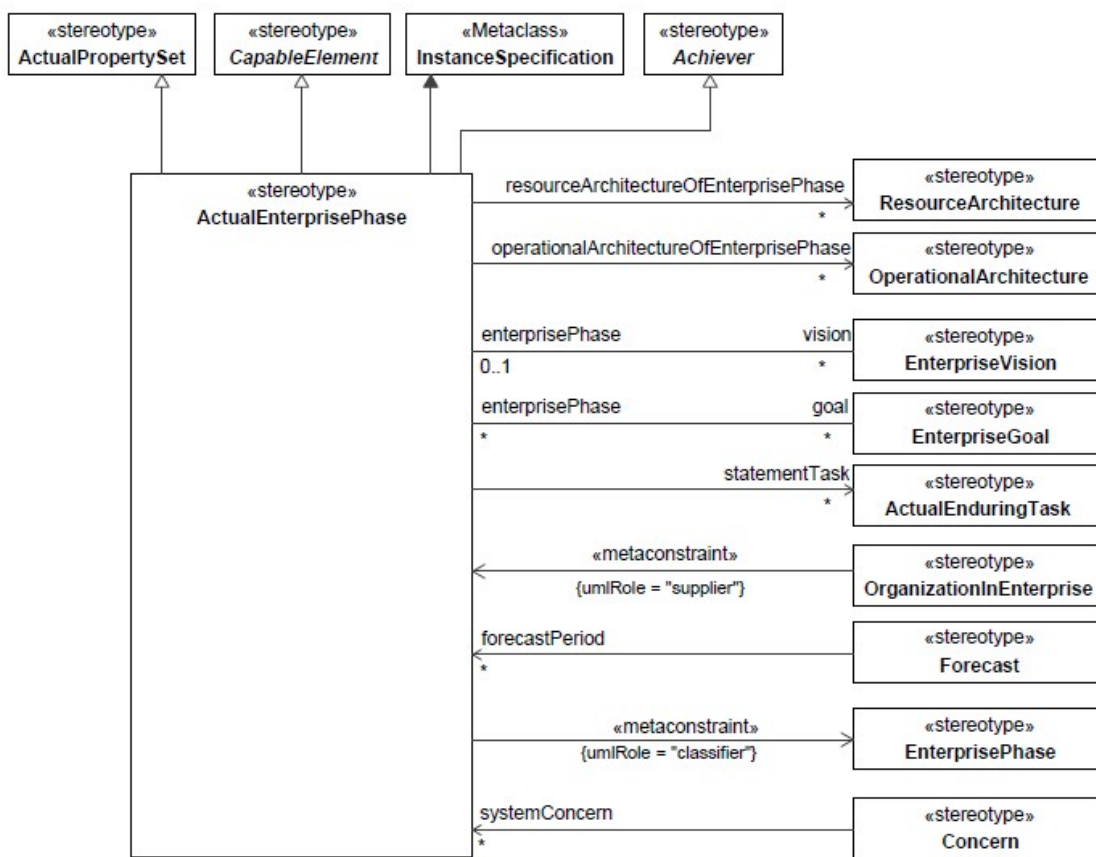 «stereotype»
ActualPropertySet
«stereotype»
CapableElement
«Metaclass»
InstanceSpecification
«stereotype»
Achiever
«stereotype»
ActualEnterprisePhase
resourceArchitectureOfEnterprisePhase
*
«stereotype»
ResourceArchitecture
operationalArchitectureOfEnterprisePhase
*
«stereotype»
OperationalArchitecture
enterprisePhase
0..1
vision
*
«stereotype»
EnterpriseVision
enterprisePhase
*
goal
*
«stereotype»
EnterpriseGoal
statementTask
*
«stereotype»
ActualEnduringTask
«metaconstraint»
{umlRole = "supplier"}
«stereotype»
OrganizationInEnterprise
forecastPeriod
*
«stereotype»
Forecast
«metaconstraint»
{umlRole = "classifier"}
«stereotype»
EnterprisePhase
systemConcern
*
«stereotype»
Concern